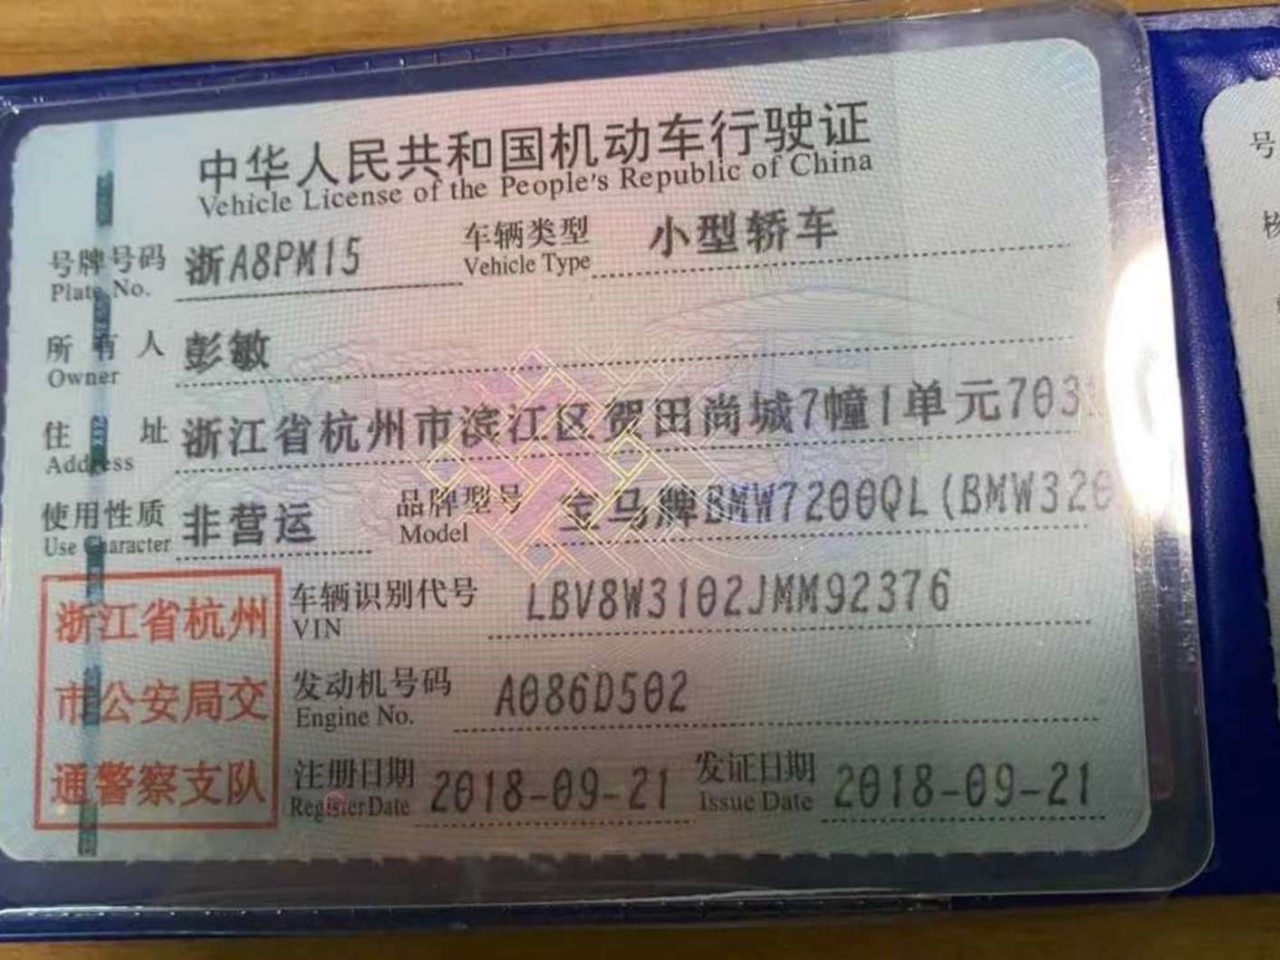 中华人民共和国机动车行驶证
Vehicle License of the People's Republic of China
号牌号码 浙A8PM15 车辆类型 小型轿车
Plate No. Vehicle Type
所有人 彭敏
Owner
住址 浙江省杭州市滨江区贺田尚城7幢1单元703
Address
使用性质 非营运 品牌型号 宝马牌BMW7200QL(BMW320
Use Character Model
浙江省杭州
市公安局交
通警察支队
车辆识别代号 LBV8W3102JMM92376
VIN
发动机号码 A086D502
Engine No.
注册日期 2018-09-21 发证日期 2018-09-21
Register Date Issue Date
号